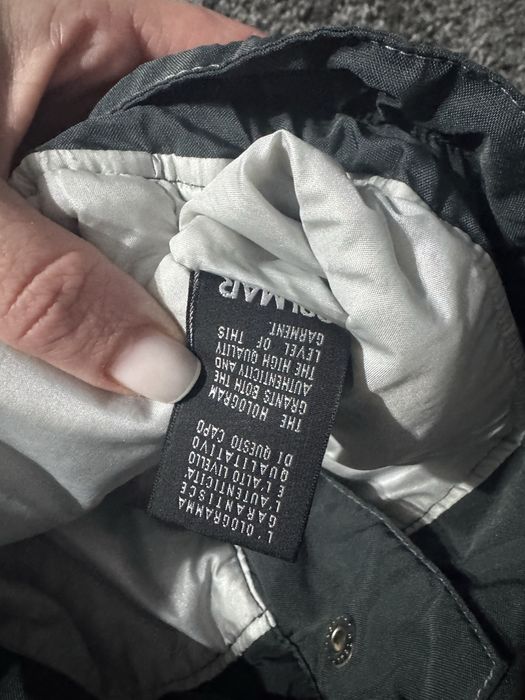 L'OLOGRAMMA
GARANTISCE
L'AUTENTICITA'
E L'ALTO LIVELLO
QUALITATIVO
DI QUESTO CAPO
THE HOLOGRAM
GRANTS BOTH THE
AUTHENTICITY AND
THE HIGH QUALITY
LEVEL OF THIS
GARMENT.
COLMAR